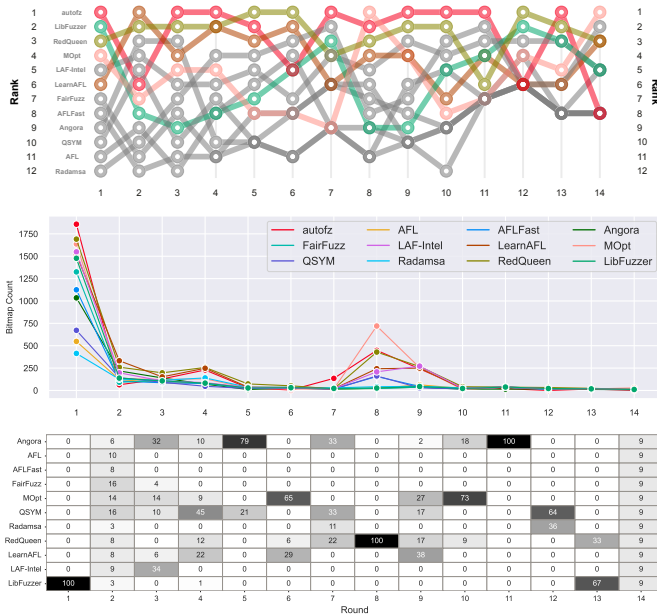 1 autofz 1
2 LibFuzzer 2
3 RedQueen 3
4 MOpt 4
5 LAF-Intel 5
6 LearnAFL 6
7 FairFuzz 7
8 AFLFast 8
9 Angora 9
10 QSYM 10
11 AFL 11
12 Radamsa 12
Rank
Rank
1 2 3 4 5 6 7 8 9 10 11 12 13 14
autofz AFL AFLFast Angora
FairFuzz LAF-Intel LearnAFL MOpt
QSYM Radamsa RedQueen LibFuzzer
Bitmap Count
1750
1500
1250
1000
750
500
250
0
1 2 3 4 5 6 7 8 9 10 11 12 13 14
Angora 0 6 32 10 79 0 33 0 2 18 100 0 0 9
AFL 0 10 0 0 0 0 0 0 0 0 0 0 0 9
AFLFast 0 8 0 0 0 0 0 0 0 0 0 0 0 9
FairFuzz 0 16 4 0 0 0 0 0 0 0 0 0 0 9
MOpt 0 14 14 9 0 65 0 0 27 73 0 0 0 9
QSYM 0 16 10 45 21 0 33 0 17 0 0 64 0 9
Radamsa 0 3 0 0 0 0 11 0 0 0 0 36 0 9
RedQueen 0 8 0 12 0 6 22 100 17 9 0 0 33 9
LearnAFL 0 8 6 22 0 29 0 0 38 0 0 0 0 9
LAF-Intel 0 9 34 0 0 0 0 0 0 0 0 0 0 9
LibFuzzer 100 3 0 1 0 0 0 0 0 0 0 0 67 9
1 2 3 4 5 6 7 8 9 10 11 12 13 14
Round